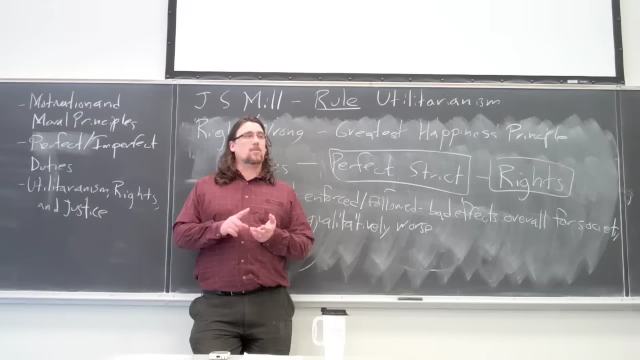 - Motivation and
Moral Principles
- Perfect/Imperfect
Duties
- Utilitarianism, Rights,
and Justice
J S Mill - Rule Utilitarianism
Right Wrong - Greatest Happiness Principle
Perfect Strict - Rights
enforced/followed - bad effects overall for society,
qualitatively worse